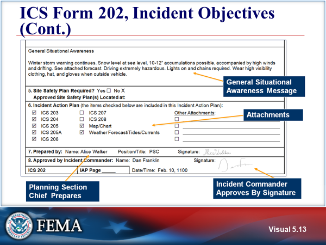 ICS Form 202, Incident Objectives
(Cont.)
General Situational Awareness
Winter storm warning continues. Snow level at sea level, 10-12" accumulations possible, accompanied by high winds
and drifting. See attached forecast. Driving extremely hazardous. Lights on and chains required. Wear high visibility
clothing, hat, and gloves when outside vehicle.
General Situational
Awareness Message
5. Site Safety Plan Required? Yes No X
Approved Site Safety Plan(s) Located at:
6. Incident Action Plan (the items checked below are included in this Incident Action Plan):
ICS 203 ICS 207 Other Attachments:
ICS 204 ICS 208
Attachments
ICS 205 Map/Chart
ICS 205A Weather Forecast/Tides/Currents
ICS 206
7. Prepared by: Name: Alice Walker Position/Title: PSC Signature:
8. Approved by Incident Commander: Name: Dan Franklin Signature
ICS 202 IAP Page Date/Time: Feb. 13, 1100
Planning Section
Chief Prepares
Incident Commander
Approves By Signature
FEMA
Visual 5.13